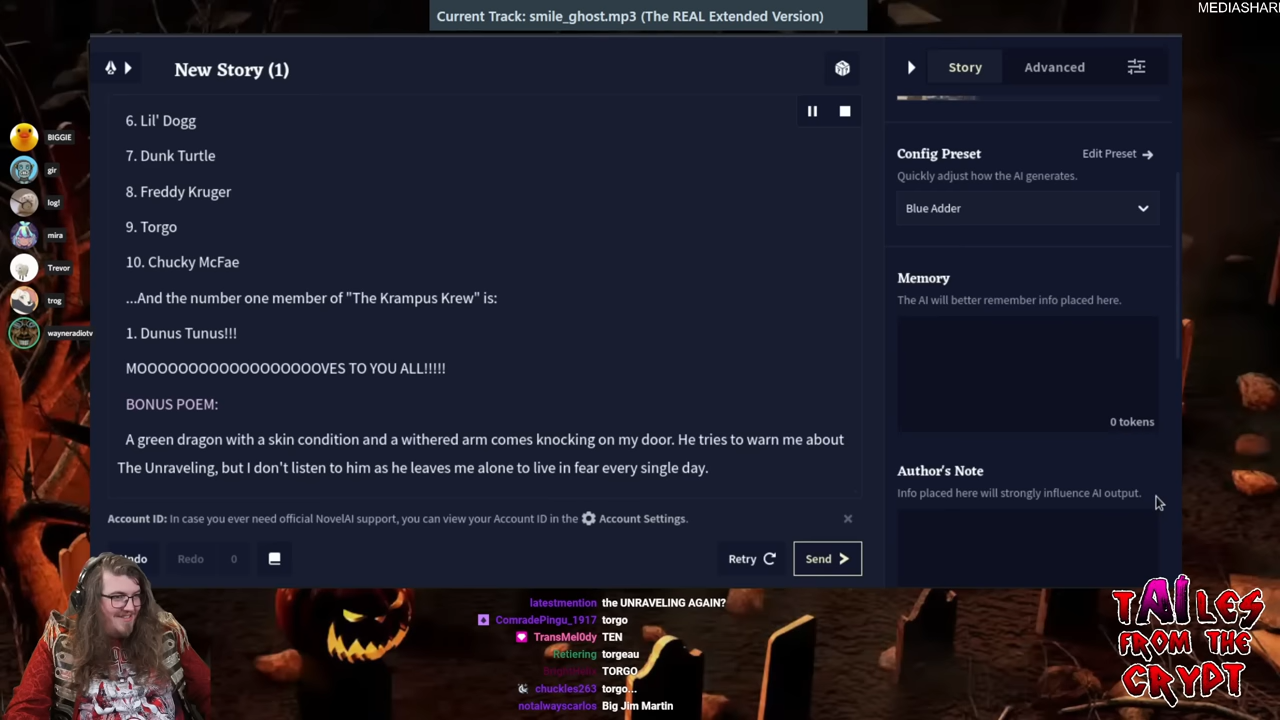 MEDIASHAR
Current Track: smile_ghost.mp3 (The REAL Extended Version)
New Story (1)
Story
Advanced
6. Lil' Dogg
7. Dunk Turtle
8. Freddy Kruger
9. Torgo
10. Chucky McFae
...And the number one member of "The Krampus Krew" is:
1. Dunus Tunus!!!
MOOOOOOOOOOOOOOOOOOVES TO YOU ALL!!!!!
BONUS POEM:
A green dragon with a skin condition and a withered arm comes knocking on my door. He tries to warn me about
The Unraveling, but I don't listen to him as he leaves me alone to live in fear every single day.
Account ID: In case you ever need official NovelAI support, you can view your Account ID in the Account Settings.
ndo
Redo
0
Retry
Send
Config Preset
Edit Preset
Quickly adjust how the AI generates.
Blue Adder
Memory
The AI will better remember info placed here.
0 tokens
Author's Note
Info placed here will strongly influence AI output.
BIGGIE
gir
log!
mira
Trevor
trog
wayneradiotv
latestmention the UNRAVELING AGAIN?
ComradePingu_1917 torgo
TransMel0dy TEN
Retiering torgeau
TORGO
chuckles263 torgo...
notalwayscarlos Big Jim Martin
TAILES
FROM THE
CRYPT